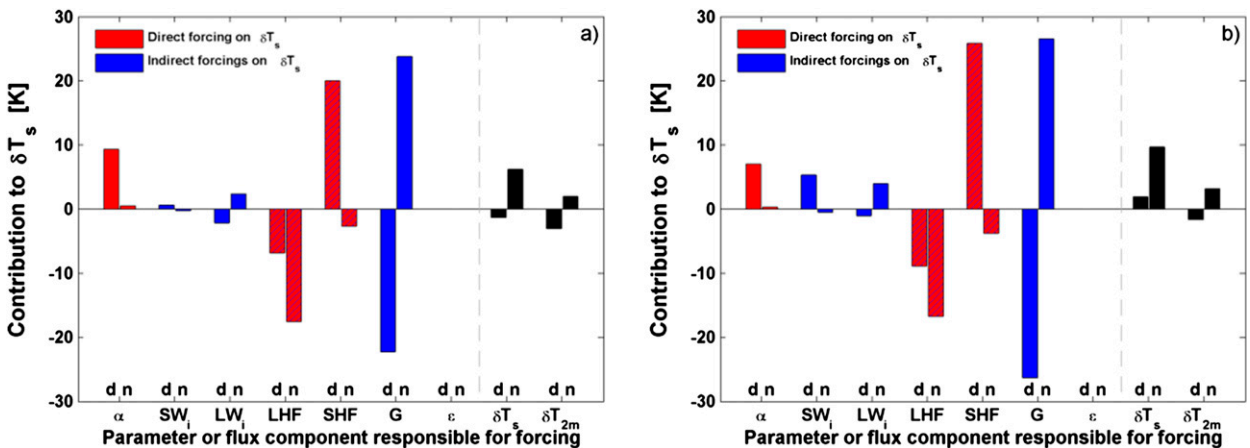 a)
Direct forcing on δTs
Indirect forcings on δTs
Contribution to δTs [K]
30
20
10
0
-10
-20
-30
d n d n d n d n d n d n d n d n d n
α SWi LWi LHF SHF G ε δTs δT2m
Parameter or flux component responsible for forcing
b)
Direct forcing on δTs
Indirect forcings on δTs
Contribution to δTs [K]
30
20
10
0
-10
-20
-30
d n d n d n d n d n d n d n d n d n
α SWi LWi LHF SHF G ε δTs δT2m
Parameter or flux component responsible for forcing